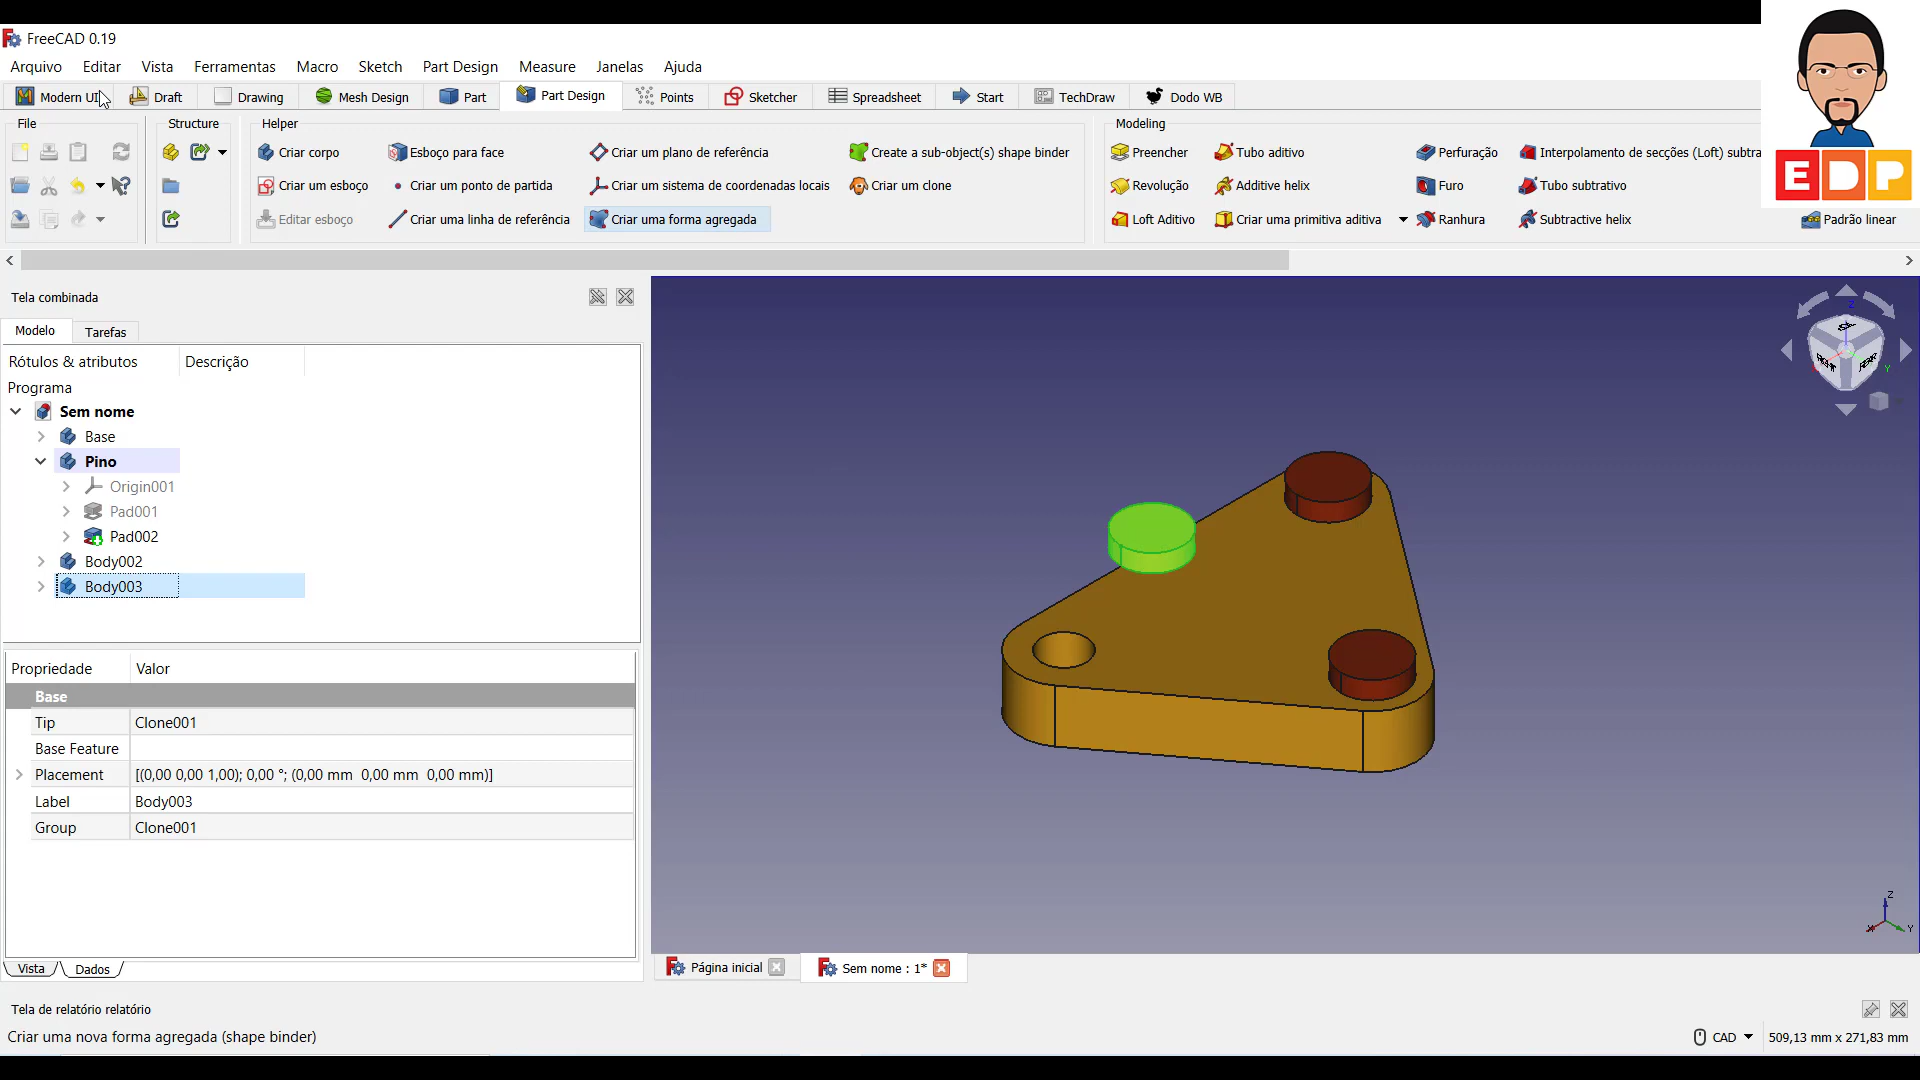 FreeCAD 0.19
Arquivo Editar Vista Ferramentas Macro Sketch Part Design Measure Janelas Ajuda
Modern UI Draft Drawing Mesh Design Part Part Design Points Sketcher Spreadsheet Start TechDraw Dodo WB
File Structure Helper Modeling
Criar corpo Esboço para face Criar um plano de referência Create a sub-object(s) shape binder Preencher Tubo aditivo Perfuração Interpolamento de secções (Loft) subtra
Criar um esboço Criar um ponto de partida Criar um sistema de coordenadas locais Criar um clone Revolução Additive helix Furo Tubo subtrativo
Editar esboço Criar uma linha de referência Criar uma forma agregada Loft Aditivo Criar uma primitiva aditiva Ranhura Subtractive helix Padrão linear
EDP
Tela combinada
Modelo Tarefas
Rótulos & atributos Descrição
Programa
Sem nome
Base
Pino
Origin001
Pad001
Pad002
Body002
Body003
Propriedade Valor
Base
Tip Clone001
Base Feature
Placement [(0,00 0,00 1,00); 0,00 °; (0,00 mm 0,00 mm 0,00 mm)]
Label Body003
Group Clone001
Vista Dados
Z
Y
Z
X
Y
Página inicial Sem nome : 1*
Tela de relatório relatório
Criar uma nova forma agregada (shape binder) CAD 509,13 mm x 271,83 mm